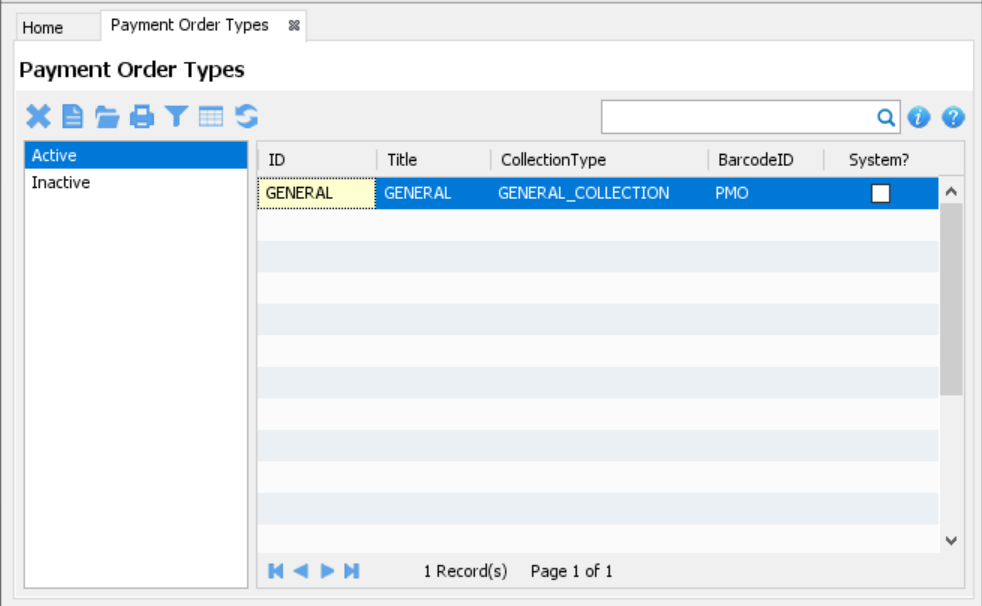 Home Payment Order Types
Payment Order Types
Active
Inactive
ID Title CollectionType BarcodeID System?
GENERAL GENERAL GENERAL_COLLECTION PMO
1 Record(s) Page 1 of 1